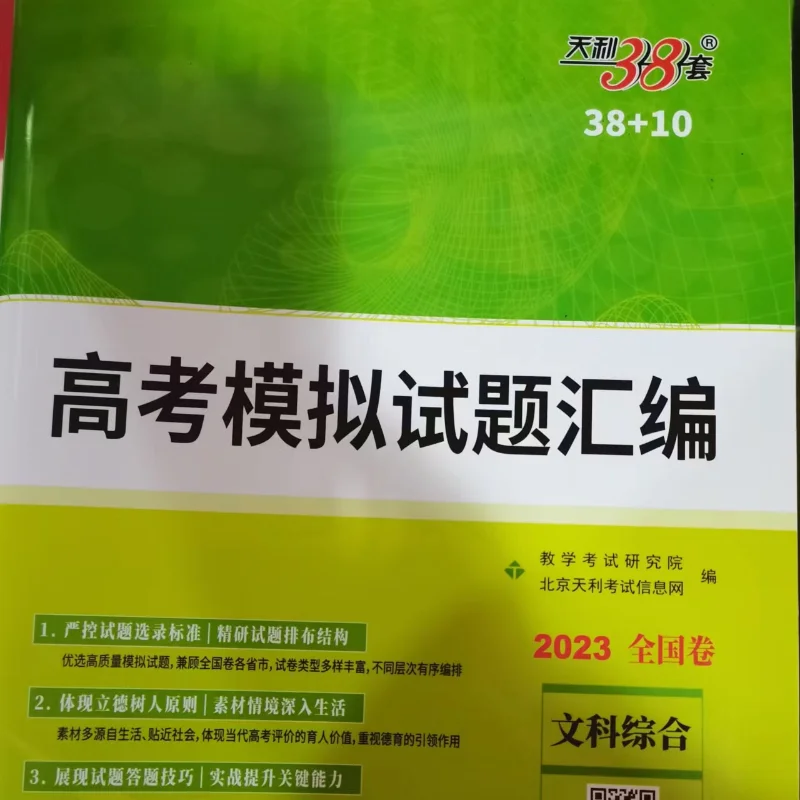 天利38套®
38+10
高考模拟试题汇编
教学考试研究院
北京天利考试信息网
编
2023 全国卷
文科综合
1. 严控试题选录标准|精研试题排布结构
优选高质量模拟试题,兼顾全国卷各省市,试卷类型多样丰富,不同层次有序编排
2. 体现立德树人原则|素材情境深入生活
素材多源自生活、贴近社会,体现当代高考评价的育人价值,重视德育的引领作用
3. 展现试题答题技巧|实战提升关键能力